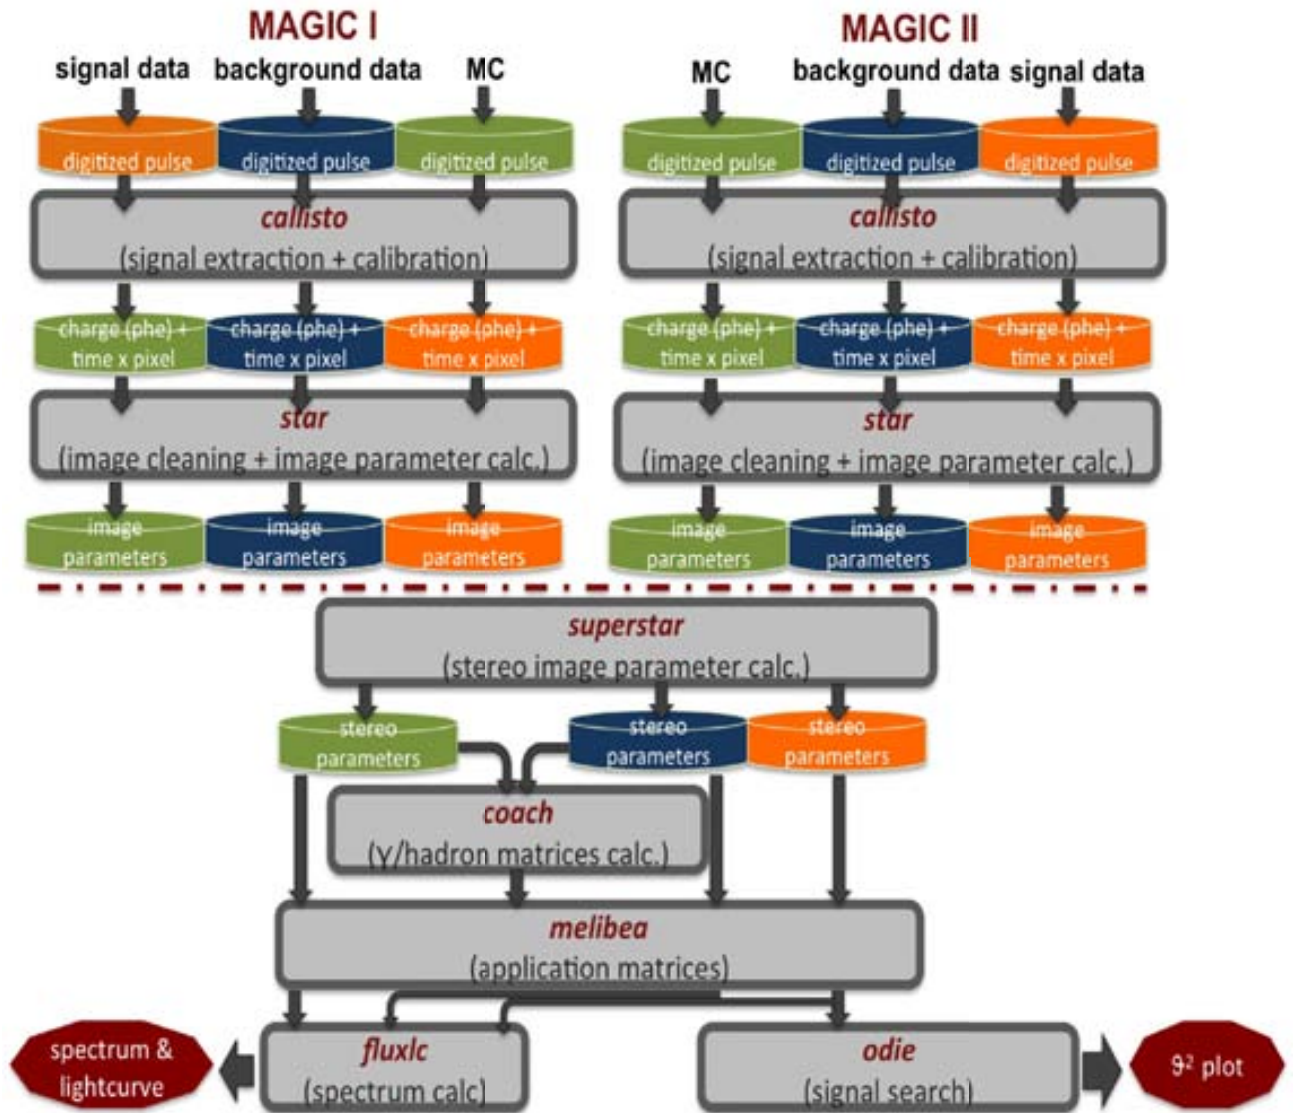 MAGIC I
signal data background data MC
digitized pulse digitized pulse digitized pulse
callisto
(signal extraction + calibration)
charge (phe) + charge (phe) + charge (phe) +
time x pixel time x pixel time x pixel
star
(image cleaning + image parameter calc.)
image image image
parameters parameters parameters
MAGIC II
MC background data signal data
digitized pulse digitized pulse digitized pulse
callisto
(signal extraction + calibration)
charge (phe) + charge (phe) + charge (phe) +
time x pixel time x pixel time x pixel
star
(image cleaning + image parameter calc.)
image image image
parameters parameters parameters
superstar
(stereo image parameter calc.)
stereo stereo stereo
parameters parameters parameters
coach
(γ/hadron matrices calc.)
melibea
(application matrices)
spectrum &
lightcurve
fluxlc
(spectrum calc)
odie
(signal search)
θ² plot